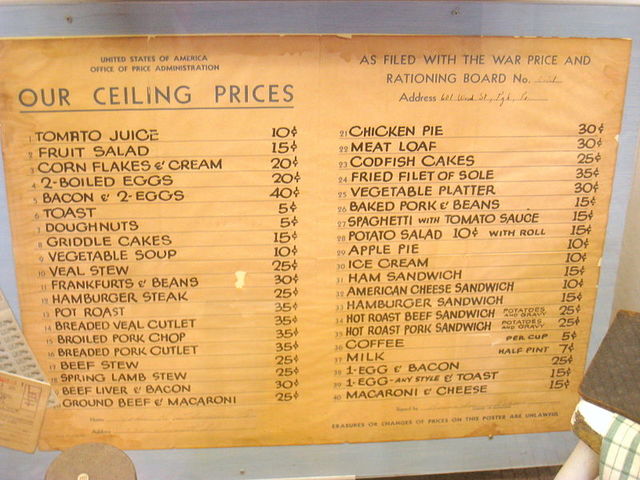 UNITED STATES OF AMERICA
OFFICE OF PRICE ADMINISTRATION
OUR CEILING PRICES
1 TOMATO JUICE 10¢
2 FRUIT SALAD 15¢
3 CORN FLAKES & CREAM 20¢
4 2-BOILED EGGS 20¢
5 BACON & 2-EGGS 40¢
6 TOAST 5¢
7 DOUGHNUTS 5¢
8 GRIDDLE CAKES 15¢
9 VEGETABLE SOUP 10¢
10 VEAL STEW 25¢
11 FRANKFURTS & BEANS 30¢
12 HAMBURGER STEAK 25¢
13 POT ROAST 35¢
14 BREADED VEAL CUTLET 35¢
15 BROILED PORK CHOP 35¢
16 BREADED PORK CUTLET 35¢
17 BEEF STEW 25¢
18 SPRING LAMB STEW 25¢
19 BEEF LIVER & BACON 30¢
20 GROUND BEEF & MACARONI 25¢
Name
Address
AS FILED WITH THE WAR PRICE AND
RATIONING BOARD No.
Address 601 Wood St., Pgh, Pa
21 CHICKEN PIE 30¢
22 MEAT LOAF 30¢
23 CODFISH CAKES 25¢
24 FRIED FILET OF SOLE 35¢
25 VEGETABLE PLATTER 30¢
26 BAKED PORK & BEANS 15¢
27 SPAGHETTI WITH TOMATO SAUCE 15¢
28 POTATO SALAD 10¢ WITH ROLL 15¢
29 APPLE PIE 10¢
30 ICE CREAM 10¢
31 HAM SANDWICH 15¢
32 AMERICAN CHEESE SANDWICH 10¢
33 HAMBURGER SANDWICH 15¢
34 HOT ROAST BEEF SANDWICH POTATOES AND GRAVY 25¢
35 HOT ROAST PORK SANDWICH POTATOES AND GRAVY 25¢
36 COFFEE PER CUP 5¢
37 MILK HALF PINT 7¢
38 1-EGG & BACON 25¢
39 1-EGG-ANY STYLE & TOAST 15¢
40 MACARONI & CHEESE 15¢
Signed by
ERASURES OR CHANGES OF PRICES ON THIS POSTER ARE UNLAWFUL